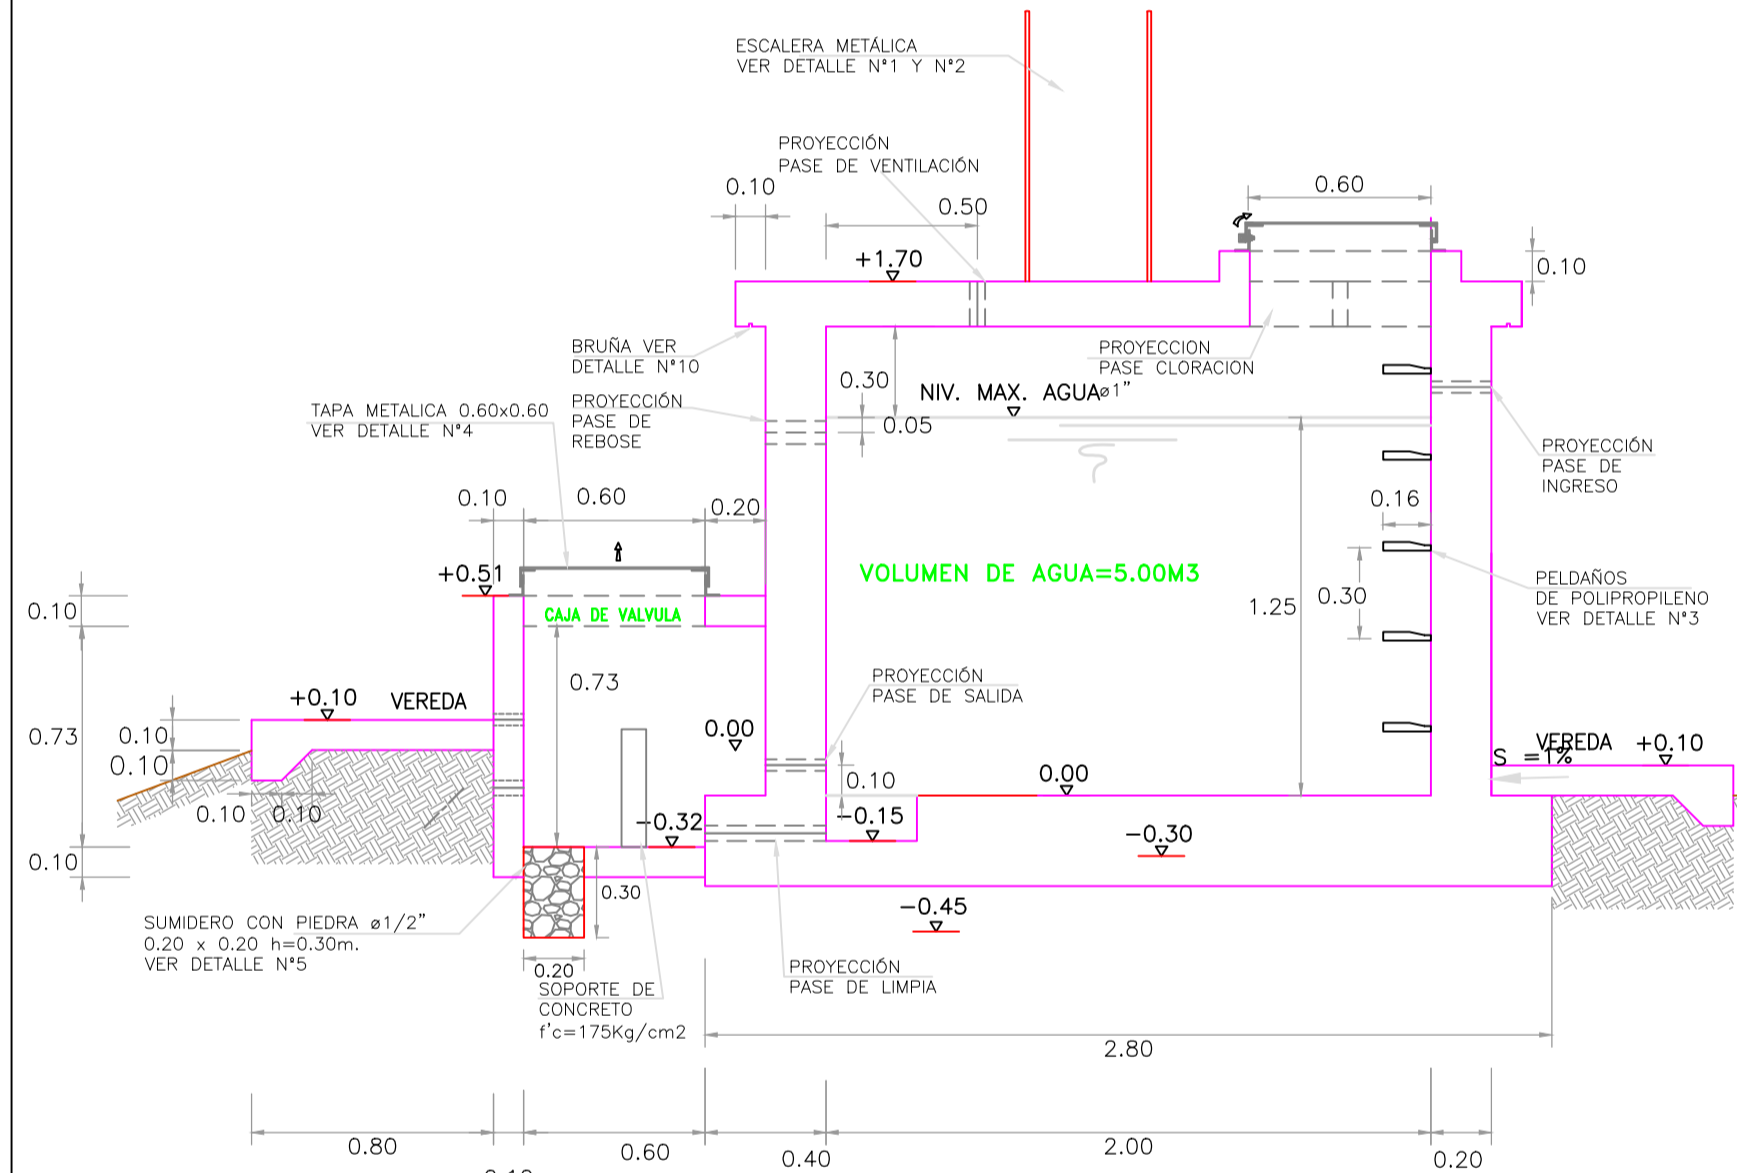 ESCALERA METÁLICA
VER DETALLE N°1 Y N°2
PROYECCIÓN
PASE DE VENTILACIÓN
0.10
0.50
0.60
+1.70
0.10
BRUÑA VER
DETALLE N°10
PROYECCION
PASE CLORACION
0.30
NIV. MAX. AGUA
ø1"
0.05
TAPA METALICA 0.60x0.60
VER DETALLE N°4
PROYECCIÓN
PASE DE
REBOSE
PROYECCIÓN
PASE DE
INGRESO
0.10
0.60
0.20
0.16
+0.51
VOLUMEN DE AGUA=5.00M3
PELDAÑOS
DE POLIPROPILENO
VER DETALLE N°3
0.10
CAJA DE VALVULA
1.25
0.30
0.73
PROYECCIÓN
PASE DE SALIDA
+0.10
VEREDA
0.00
0.73
0.10
0.10
VEREDA
+0.10
S =1%
0.10
0.00
0.10
0.10
-0.15
-0.32
-0.30
0.10
0.30
-0.45
SUMIDERO CON PIEDRA ø1/2"
0.20 x 0.20 h=0.30m.
VER DETALLE N°5
0.20
SOPORTE DE
CONCRETO
f'c=175Kg/cm2
PROYECCIÓN
PASE DE LIMPIA
2.80
0.80
0.10
0.60
0.40
2.00
0.20